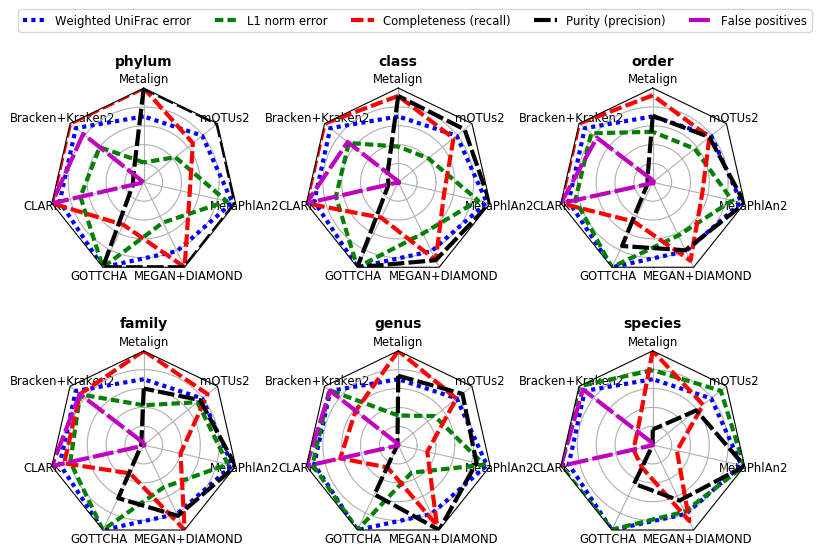 Weighted UniFrac error L1 norm error Completeness (recall) Purity (precision) False positives
phylum class order
Metalign Metalign Metalign
Bracken+Kraken2 mOTUs2 Bracken+Kraken2 mOTUs2 Bracken+Kraken2 mOTUs2
CLARK MetaPhlAn2 CLARK MetaPhlAn2 CLARK MetaPhlAn2
GOTTCHA MEGAN+DIAMOND GOTTCHA MEGAN+DIAMOND GOTTCHA MEGAN+DIAMOND
family genus species
Metalign Metalign Metalign
Bracken+Kraken2 mOTUs2 Bracken+Kraken2 mOTUs2 Bracken+Kraken2 mOTUs2
CLARK MetaPhlAn2 CLARK MetaPhlAn2 CLARK MetaPhlAn2
GOTTCHA MEGAN+DIAMOND GOTTCHA MEGAN+DIAMOND GOTTCHA MEGAN+DIAMOND